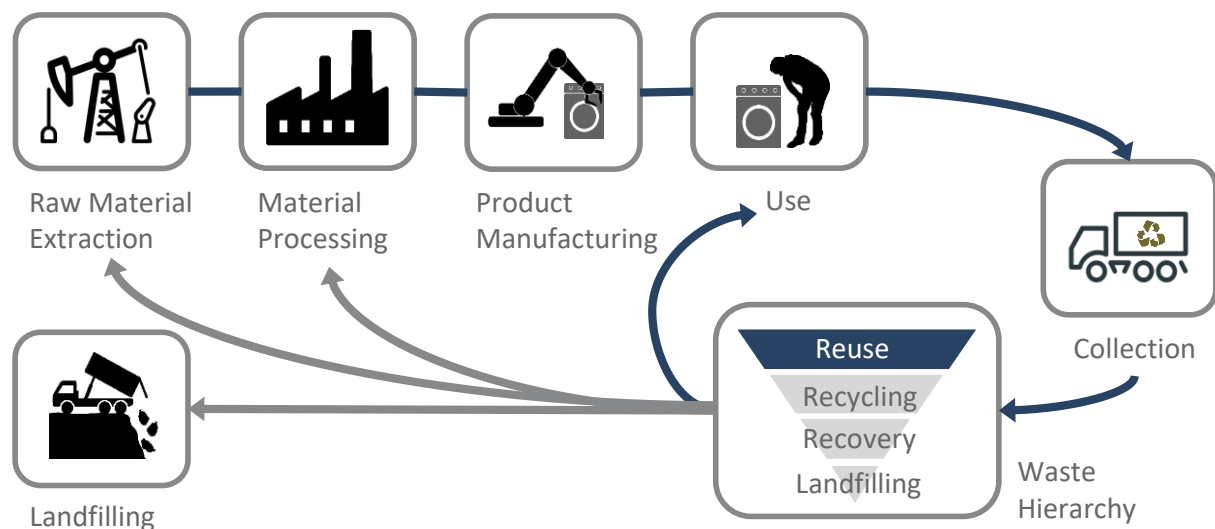 Raw Material
Extraction
Material
Processing
Product
Manufacturing
Use
Collection
Reuse
Recycling
Recovery
Landfilling
Waste
Hierarchy
Landfilling